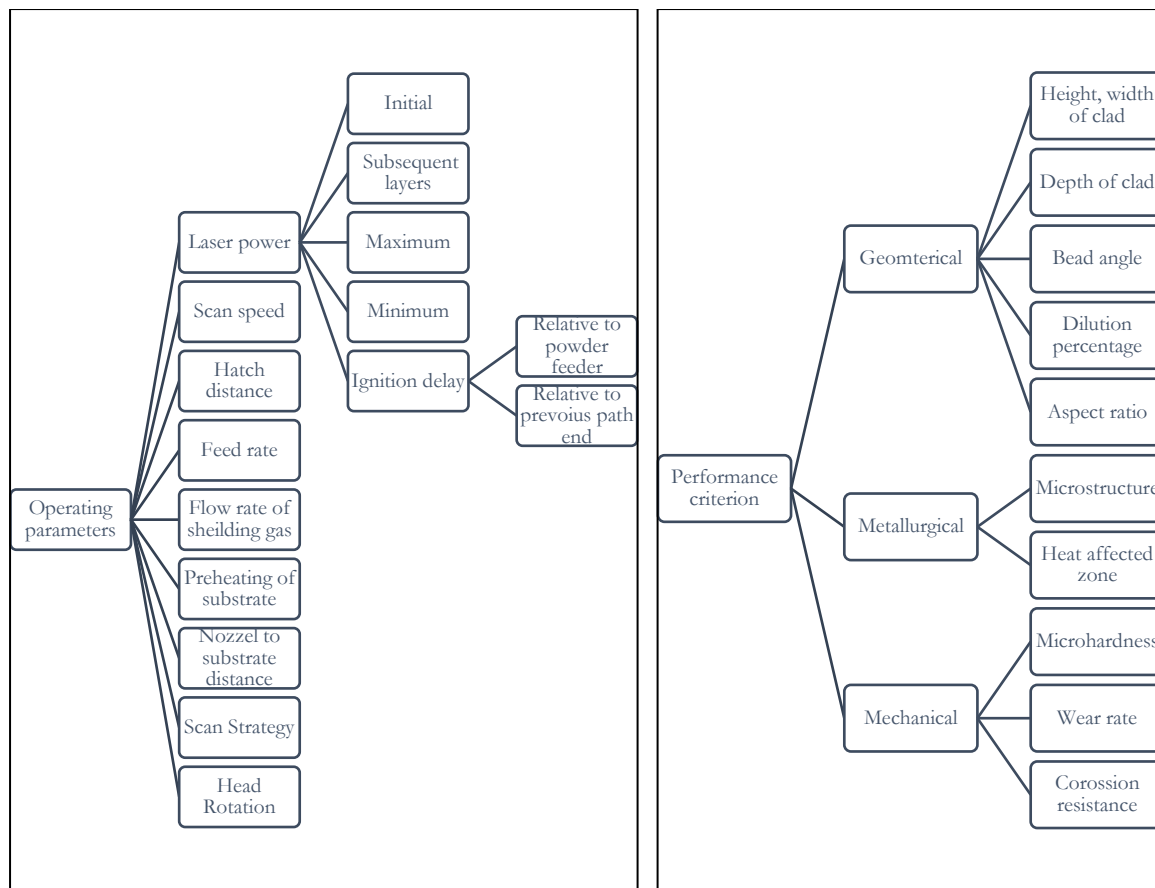 Operating
parameters
Laser power
Initial
Subsequent
layers
Maximum
Minimum
Ignition delay
Relative to
powder
feeder
Relative to
prevoius path
end
Scan speed
Hatch
distance
Feed rate
Flow rate of
sheilding gas
Preheating of
substrate
Nozzel to
substrate
distance
Scan Strategy
Head
Rotation
Performance
criterion
Geomterical
Height, width
of clad
Depth of clad
Bead angle
Dilution
percentage
Aspect ratio
Metallurgical
Microstructure
Heat affected
zone
Mechanical
Microhardness
Wear rate
Corossion
resistance